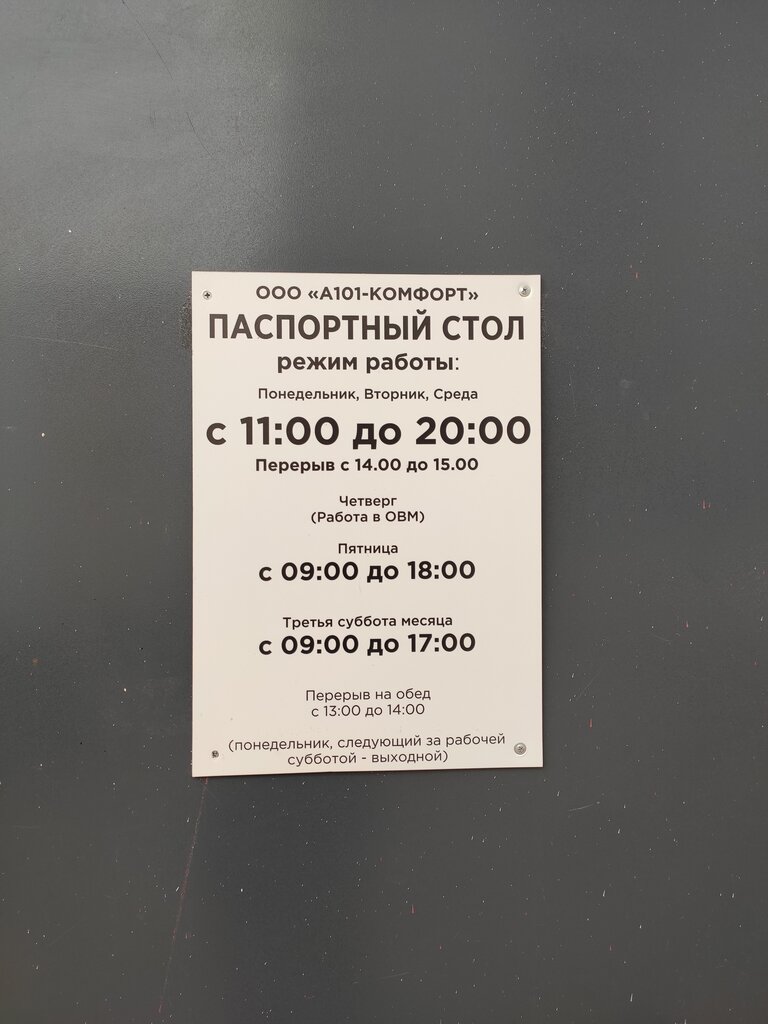 ООО «А101-КОМФОРТ»
ПАСПОРТНЫЙ СТОЛ
режим работы:
Понедельник, Вторник, Среда
с 11:00 до 20:00
Перерыв с 14.00 до 15.00
Четверг
(Работа в ОВМ)
Пятница
с 09:00 до 18:00
Третья суббота месяца
с 09:00 до 17:00
Перерыв на обед
с 13:00 до 14:00
(понедельник, следующий за рабочей
субботой - выходной)